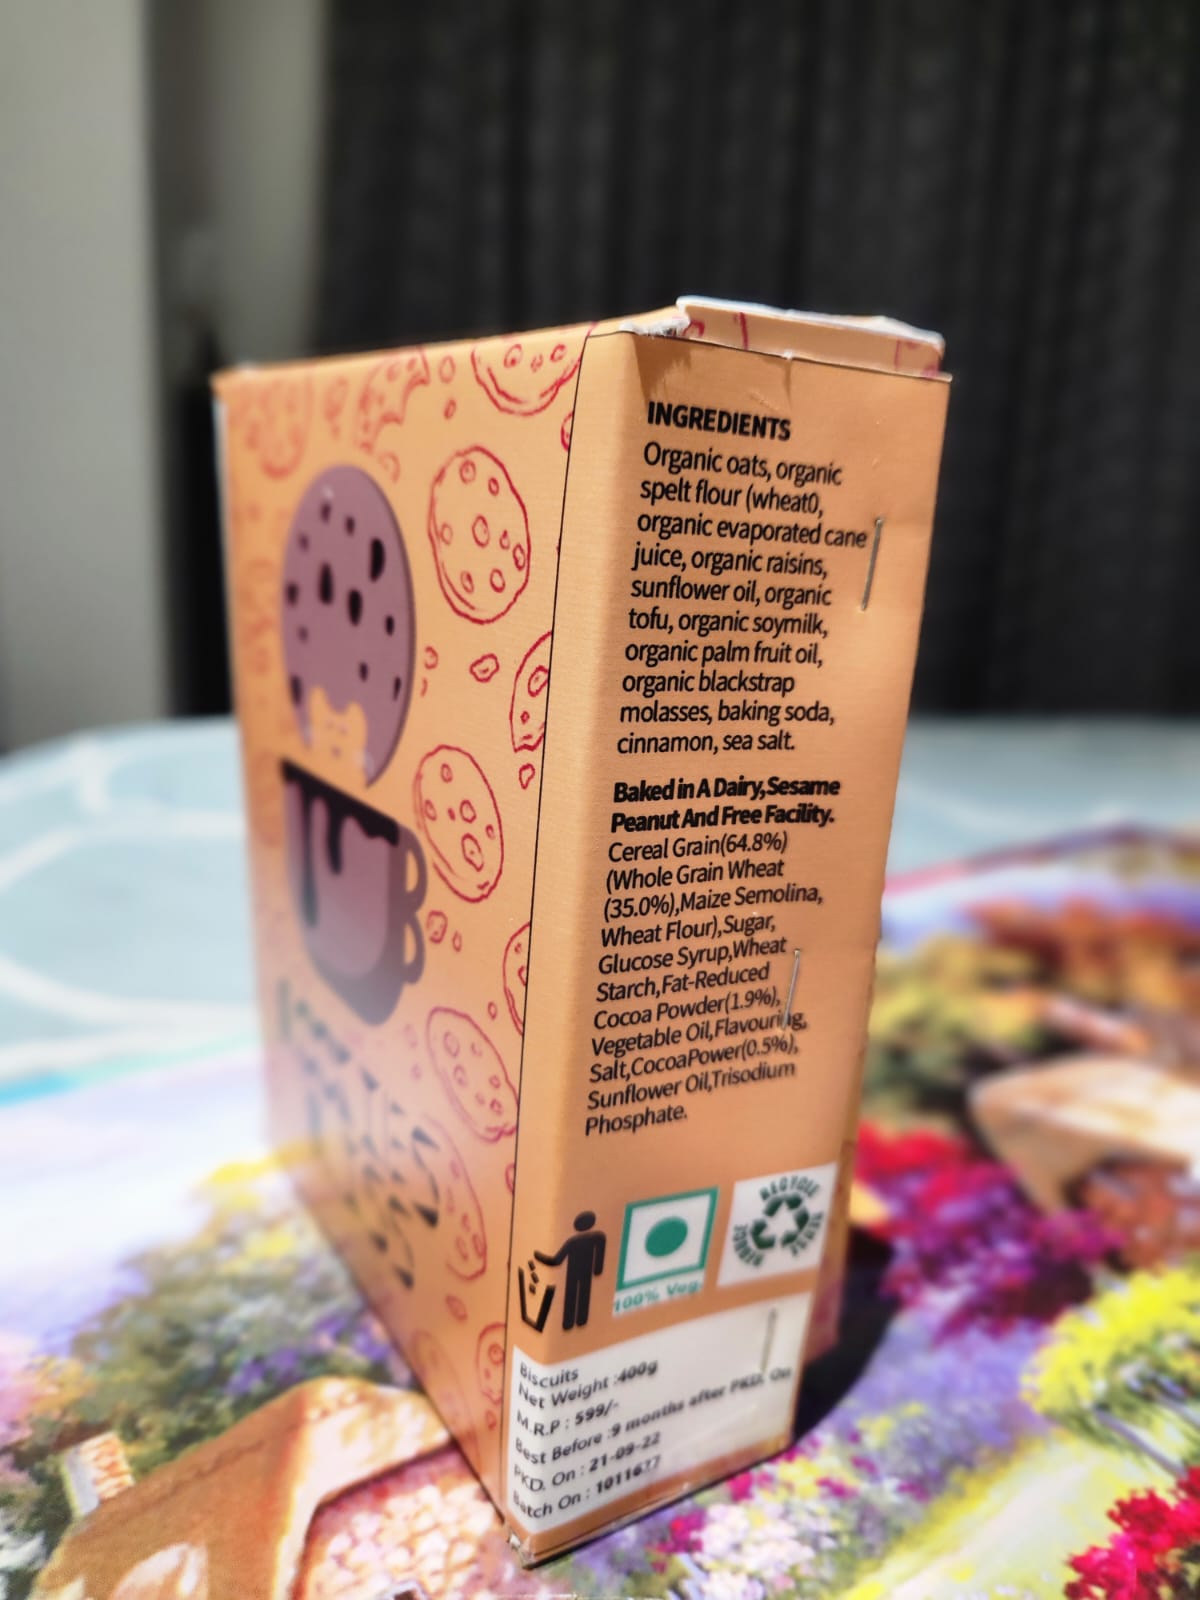 INGREDIENTS
Organic oats, organic
spelt flour (wheat0,
organic evaporated cane
juice, organic raisins,
sunflower oil, organic
tofu, organic soymilk,
organic palm fruit oil,
organic blackstrap
molasses, baking soda,
cinnamon, sea salt.
Baked in A Dairy,Sesame
Peanut And Free Facility.
Cereal Grain(64.8%)
(Whole Grain Wheat
(35.0%),Maize Semolina,
Wheat Flour),Sugar,
Glucose Syrup,Wheat
Starch,Fat-Reduced
Cocoa Powder(1.9%),
Vegetable Oil,Flavouring,
Salt,CocoaPower(0.5%),
Sunflower Oil,Trisodium
Phosphate.
100% Veg
RECYCLE
Biscuits
Net Weight :400g
M.R.P : 599/-
Best Before :9 months after PKD. On
PKD. On : 21-09-22
Batch On : 1011677